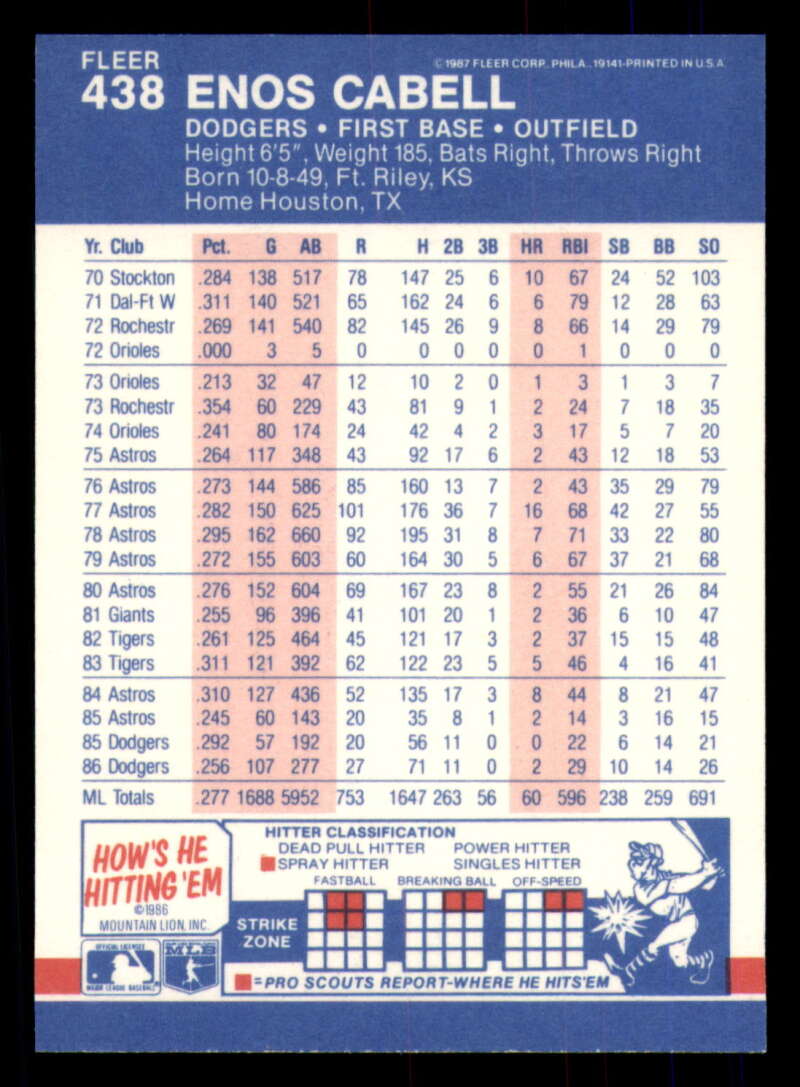 FLEER
© 1987 FLEER CORP. PHILA., 19141-PRINTED IN U.S.A.
438 ENOS CABELL
DODGERS • FIRST BASE • OUTFIELD
Height 6'5", Weight 185, Bats Right, Throws Right
Born 10-8-49, Ft. Riley, KS
Home Houston, TX
Yr. Club Pct. G AB R H 2B 3B HR RBI SB BB SO
70 Stockton .284 138 517 78 147 25 6 10 67 24 52 103
71 Dal-Ft W .311 140 521 65 162 24 6 6 79 12 28 63
72 Rochestr .269 141 540 82 145 26 9 8 66 14 29 79
72 Orioles .000 3 5 0 0 0 0 0 1 0 0 0
73 Orioles .213 32 47 12 10 2 0 1 3 1 3 7
73 Rochestr .354 60 229 43 81 9 1 2 24 7 18 35
74 Orioles .241 80 174 24 42 4 2 3 17 5 7 20
75 Astros .264 117 348 43 92 17 6 2 43 12 18 53
76 Astros .273 144 586 85 160 13 7 2 43 35 29 79
77 Astros .282 150 625 101 176 36 7 16 68 42 27 55
78 Astros .295 162 660 92 195 31 8 7 71 33 22 80
79 Astros .272 155 603 60 164 30 5 6 67 37 21 68
80 Astros .276 152 604 69 167 23 8 2 55 21 26 84
81 Giants .255 96 396 41 101 20 1 2 36 6 10 47
82 Tigers .261 125 464 45 121 17 3 2 37 15 15 48
83 Tigers .311 121 392 62 122 23 5 5 46 4 16 41
84 Astros .310 127 436 52 135 17 3 8 44 8 21 47
85 Astros .245 60 143 20 35 8 1 2 14 3 16 15
85 Dodgers .292 57 192 20 56 11 0 0 22 6 14 21
86 Dodgers .256 107 277 27 71 11 0 2 29 10 14 26
ML Totals .277 1688 5952 753 1647 263 56 60 596 238 259 691
HOW'S HE
HITTING 'EM
©1986
MOUNTAIN LION, INC.
OFFICIAL LICENSEE
MAJOR LEAGUE BASEBALL
MLB
HITTER CLASSIFICATION
DEAD PULL HITTER POWER HITTER
SPRAY HITTER SINGLES HITTER
FASTBALL BREAKING BALL OFF-SPEED
STRIKE
ZONE
=PRO SCOUTS REPORT-WHERE HE HITS'EM